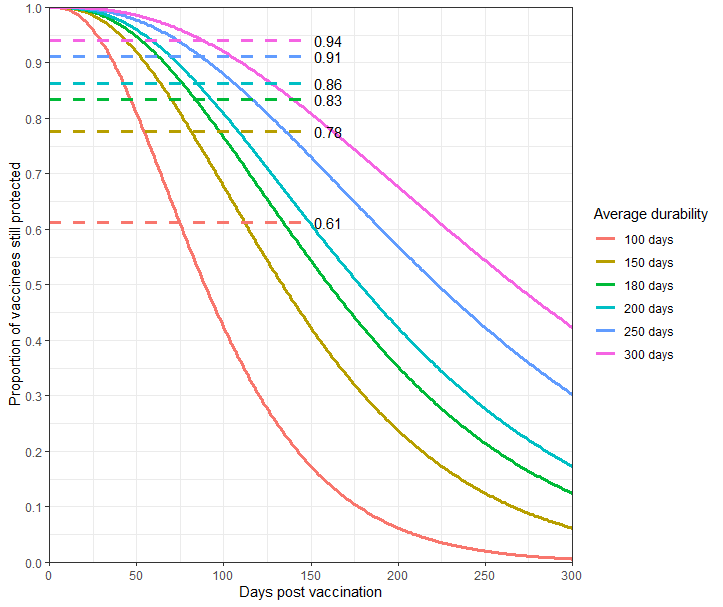 1.0
0.9
0.8
0.7
0.6
0.5
0.4
0.3
0.2
0.1
0.0
Proportion of vaccinees still protected
0.94
0.91
0.86
0.83
0.78
0.61
0 50 100 150 200 250 300
Days post vaccination
Average durability
100 days
150 days
180 days
200 days
250 days
300 days